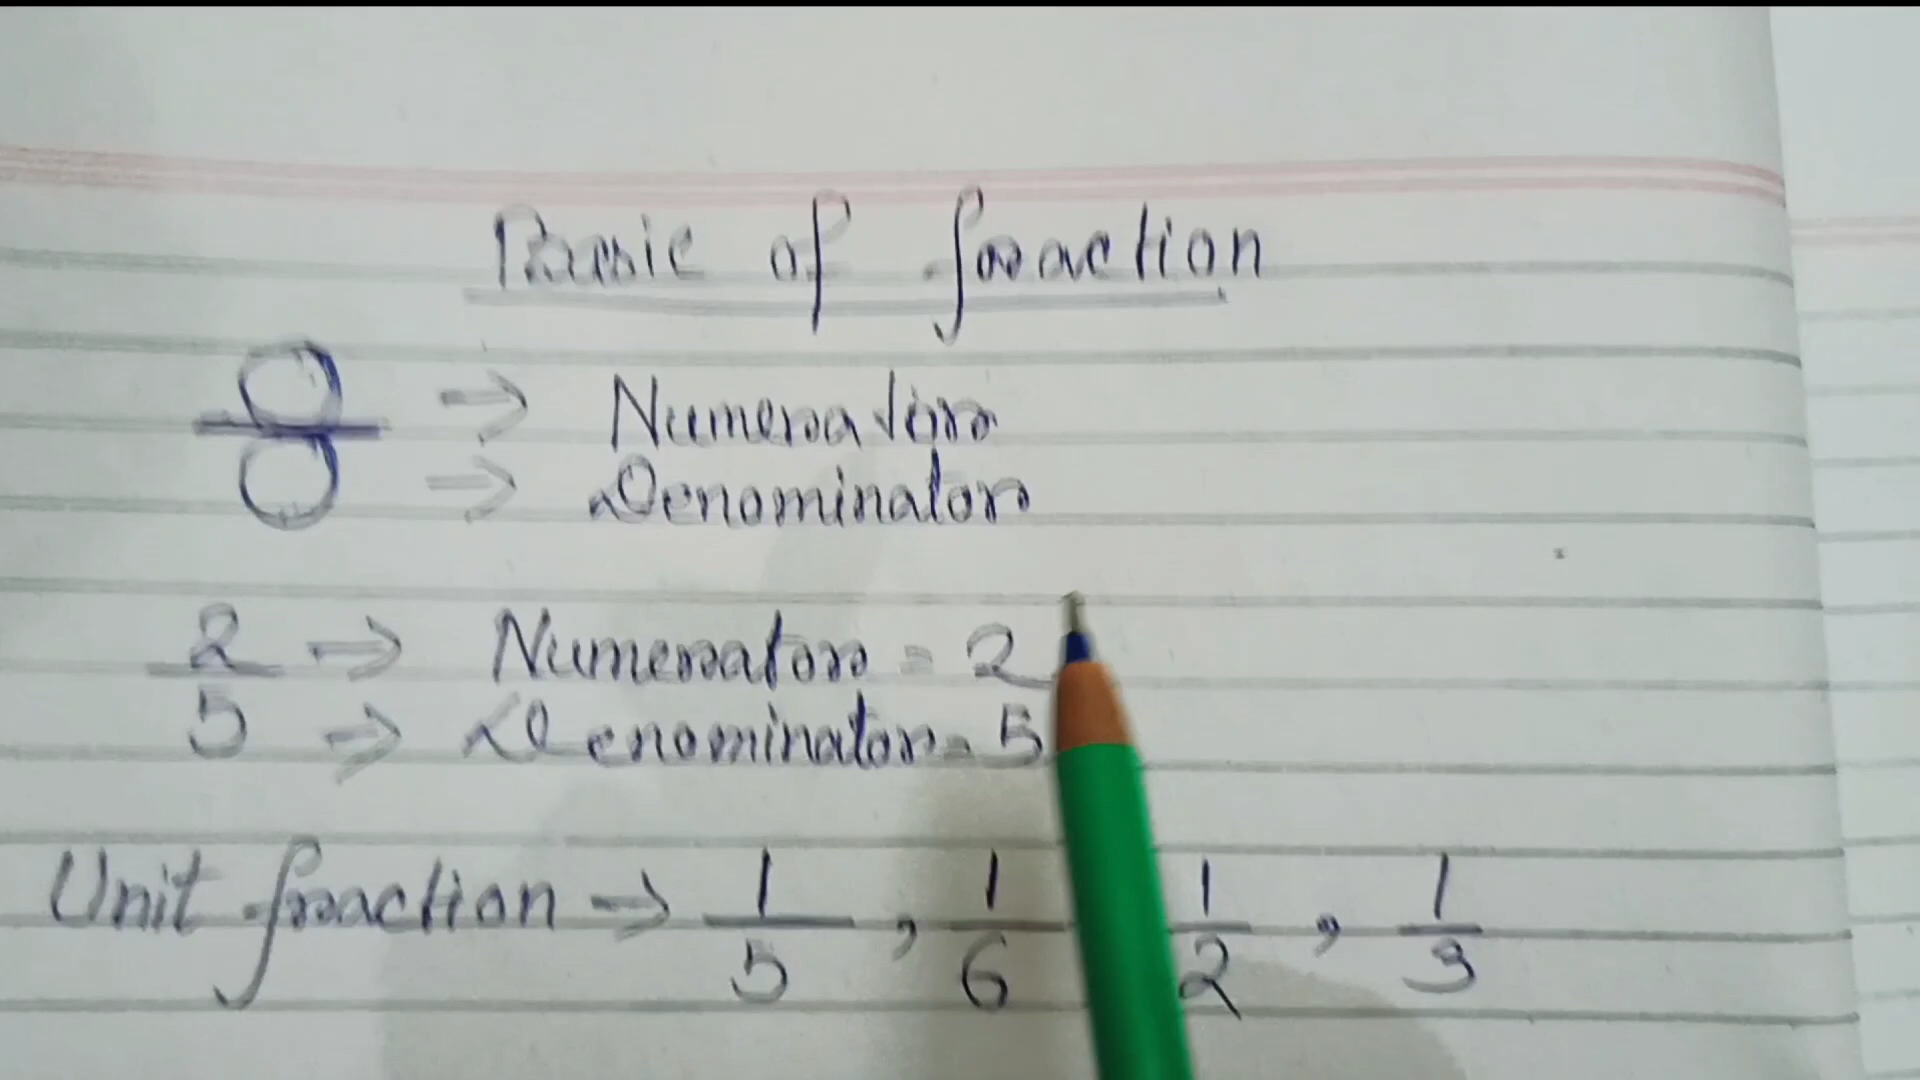 Basic of fraction
→ Numerator
→ Denominator
2/5 → Numerator = 2
→ Denominator = 5
Unit fraction → 1/5, 1/6 1/2, 1/3